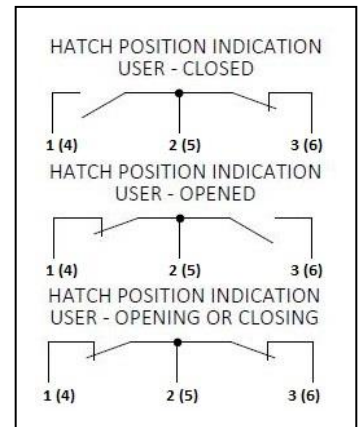 HATCH POSITION INDICATION
USER - CLOSED
1 (4) 2 (5) 3 (6)
HATCH POSITION INDICATION
USER - OPENED
1 (4) 2 (5) 3 (6)
HATCH POSITION INDICATION
USER - OPENING OR CLOSING
1 (4) 2 (5) 3 (6)